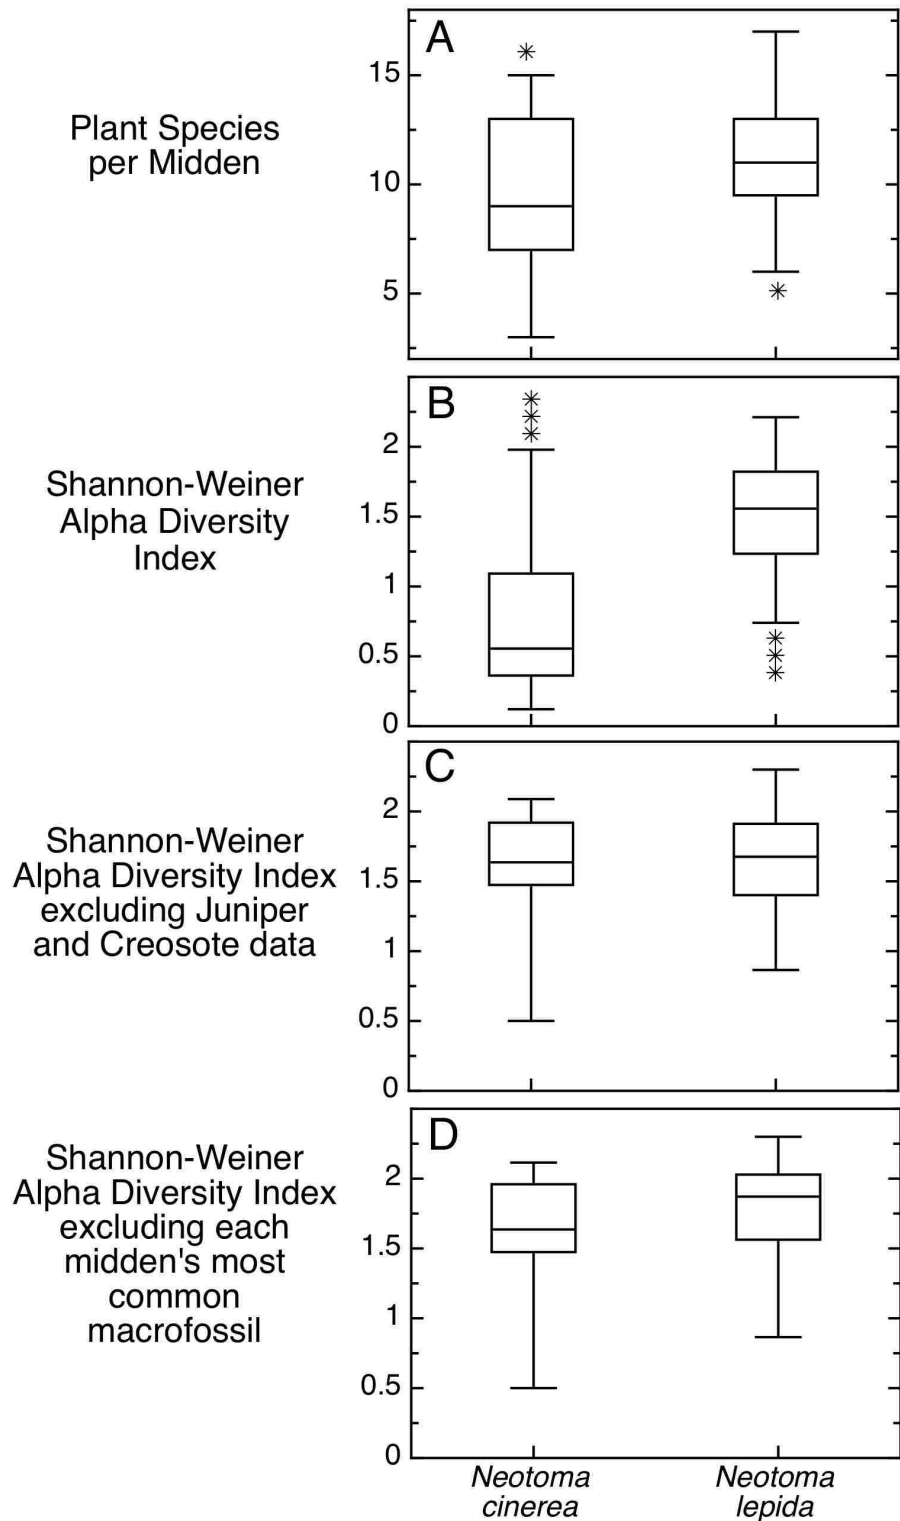 A
Plant Species
per Midden
15
10
5
B
Shannon-Weiner
Alpha Diversity
Index
2
1.5
1
0.5
0
C
Shannon-Weiner
Alpha Diversity Index
excluding Juniper
and Creosote data
2
1.5
1
0.5
0
D
Shannon-Weiner
Alpha Diversity Index
excluding each
midden's most
common
macrofossil
2
1.5
1
0.5
0
Neotoma
cinerea
Neotoma
lepida